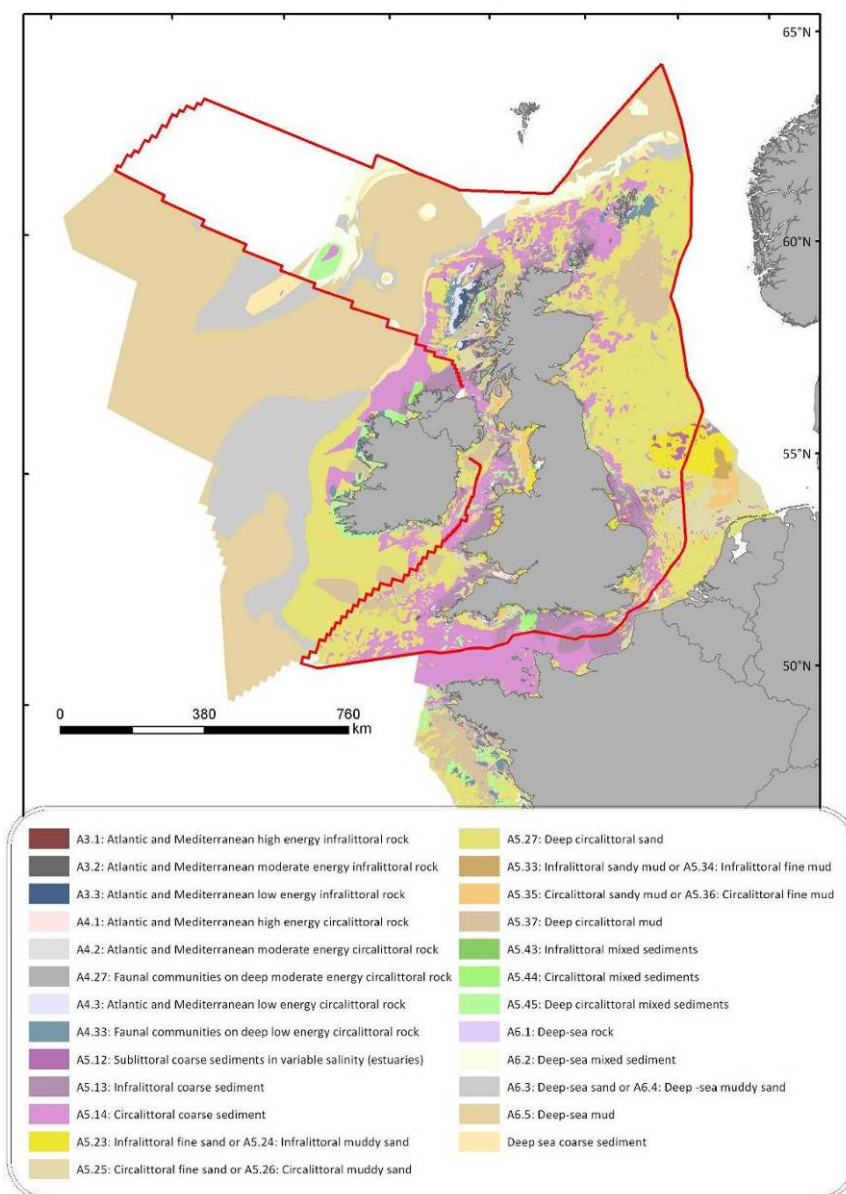 65°N
60°N
55°N
50°N
0 380 760
km
A3.1: Atlantic and Mediterranean high energy infralittoral rock
A3.2: Atlantic and Mediterranean moderate energy infralittoral rock
A3.3: Atlantic and Mediterranean low energy infralittoral rock
A4.1: Atlantic and Mediterranean high energy circalittoral rock
A4.2: Atlantic and Mediterranean moderate energy circalittoral rock
A4.27: Faunal communities on deep moderate energy circalittoral rock
A4.3: Atlantic and Mediterranean low energy circalittoral rock
A4.33: Faunal communities on deep low energy circalittoral rock
A5.12: Sublittoral coarse sediments in variable salinity (estuaries)
A5.13: Infralittoral coarse sediment
A5.14: Circalittoral coarse sediment
A5.23: Infralittoral fine sand or A5.24: Infralittoral muddy sand
A5.25: Circalittoral fine sand or A5.26: Circalittoral muddy sand
A5.27: Deep circalittoral sand
A5.33: Infralittoral sandy mud or A5.34: Infralittoral fine mud
A5.35: Circalittoral sandy mud or A5.36: Circalittoral fine mud
A5.37: Deep circalittoral mud
A5.43: Infralittoral mixed sediments
A5.44: Circalittoral mixed sediments
A5.45: Deep circalittoral mixed sediments
A6.1: Deep-sea rock
A6.2: Deep-sea mixed sediment
A6.3: Deep-sea sand or A6.4: Deep -sea muddy sand
A6.5: Deep-sea mud
Deep sea coarse sediment